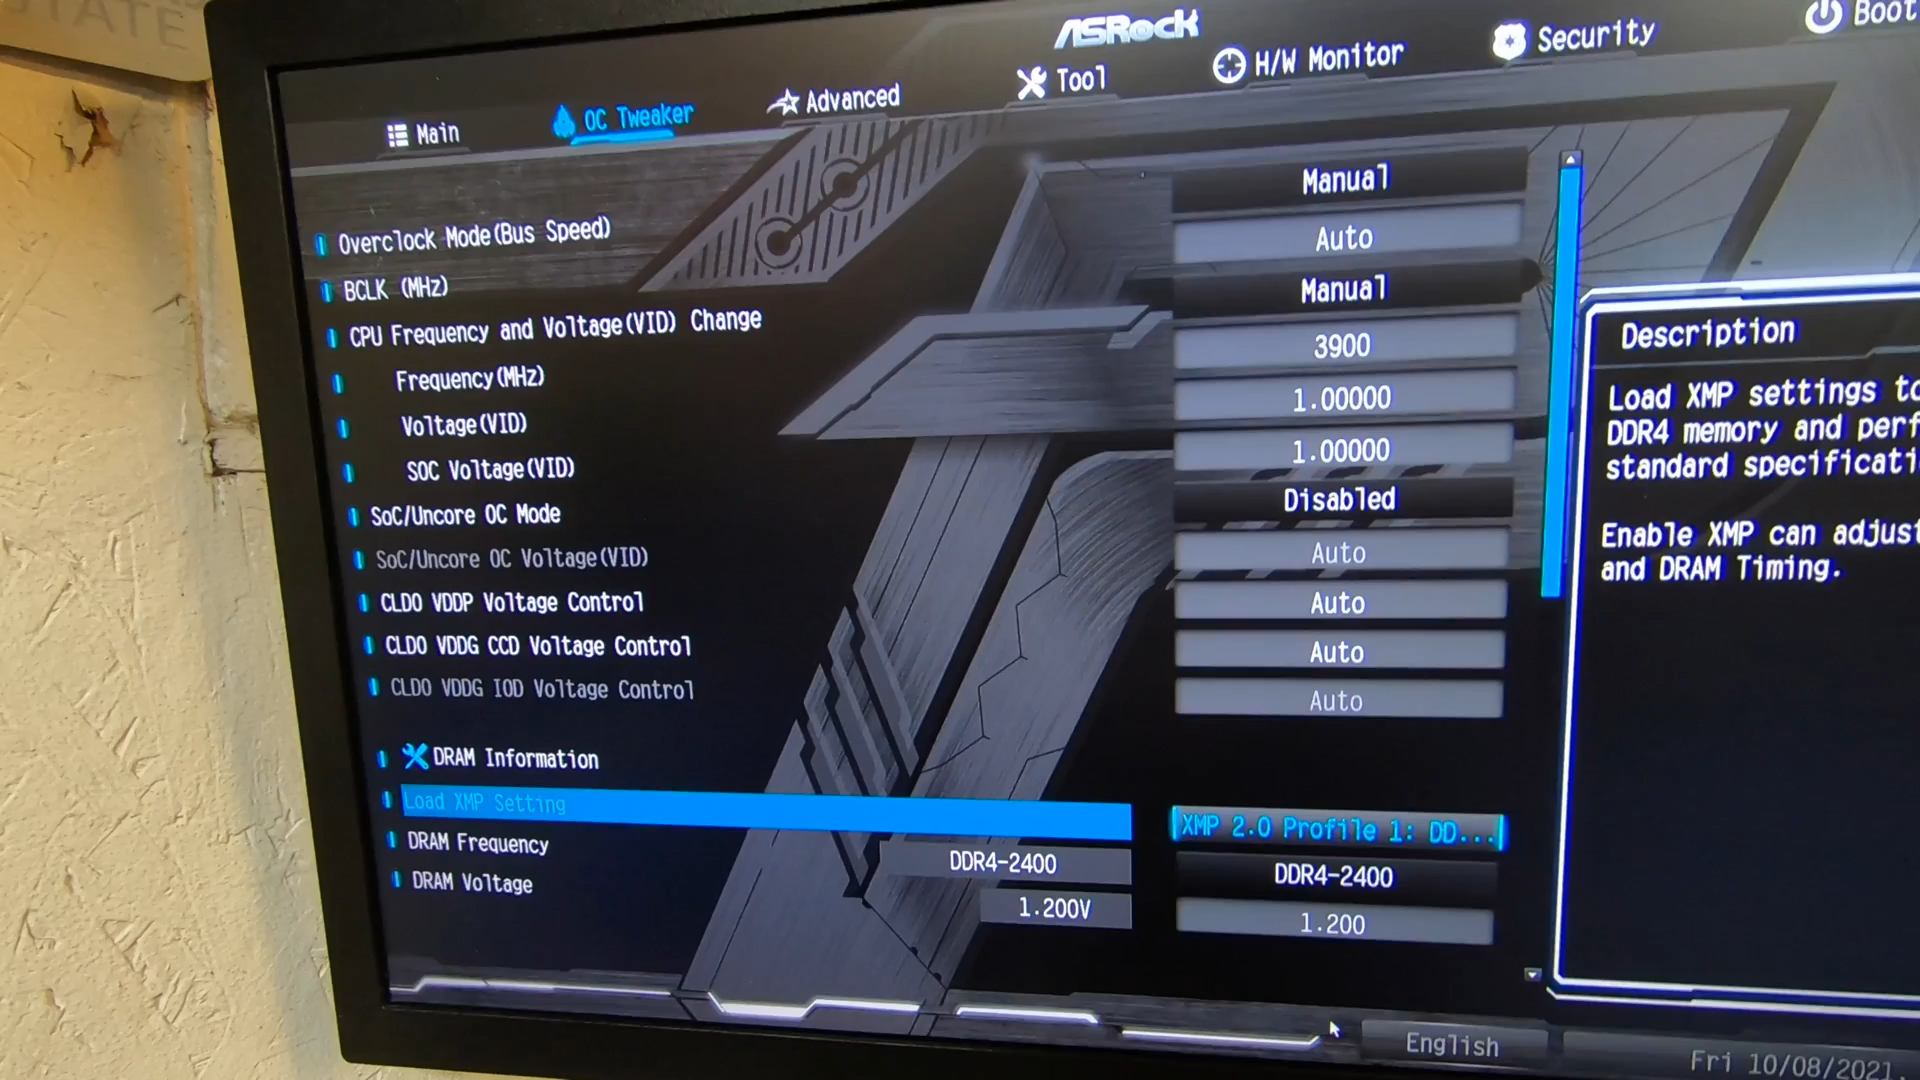 TATE
ASRock
Main
OC Tweaker
Advanced
Tool
H/W Monitor
Security
Boot
Overclock Mode(Bus Speed) Manual
BCLK (MHz) Auto
CPU Frequency and Voltage(VID) Change Manual
Frequency(MHz) 3900
Voltage(VID) 1.00000
SOC Voltage(VID) 1.00000
SoC/Uncore OC Mode Disabled
SoC/Uncore OC Voltage(VID) Auto
CLDO VDDP Voltage Control Auto
CLDO VDDG CCD Voltage Control Auto
CLDO VDDG IOD Voltage Control Auto
DRAM Information
Load XMP Setting XMP 2.0 Profile 1: DD...
DRAM Frequency DDR4-2400 DDR4-2400
DRAM Voltage 1.200V 1.200
Description
Load XMP settings to
DDR4 memory and perf
standard specificati
Enable XMP can adjust
and DRAM Timing.
English
Fri 10/08/2021,